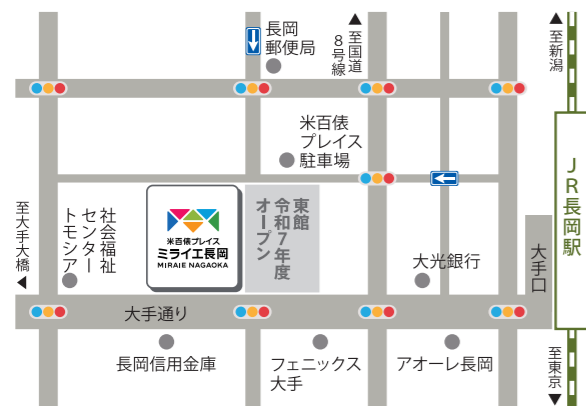 長岡
郵便局
▲
至国道
8号線
▲
至新潟
米百俵
プレイス
駐車場
JR長岡駅
大手口
至大手大橋
▼
社会福祉
センター
トモシア
米百俵プレイス
ミライエ長岡
MIRAIE NAGAOKA
東館
令和7年度
オープン
大光銀行
大手通り
長岡信用金庫
フェニックス
大手
アオーレ長岡
至東京
▼